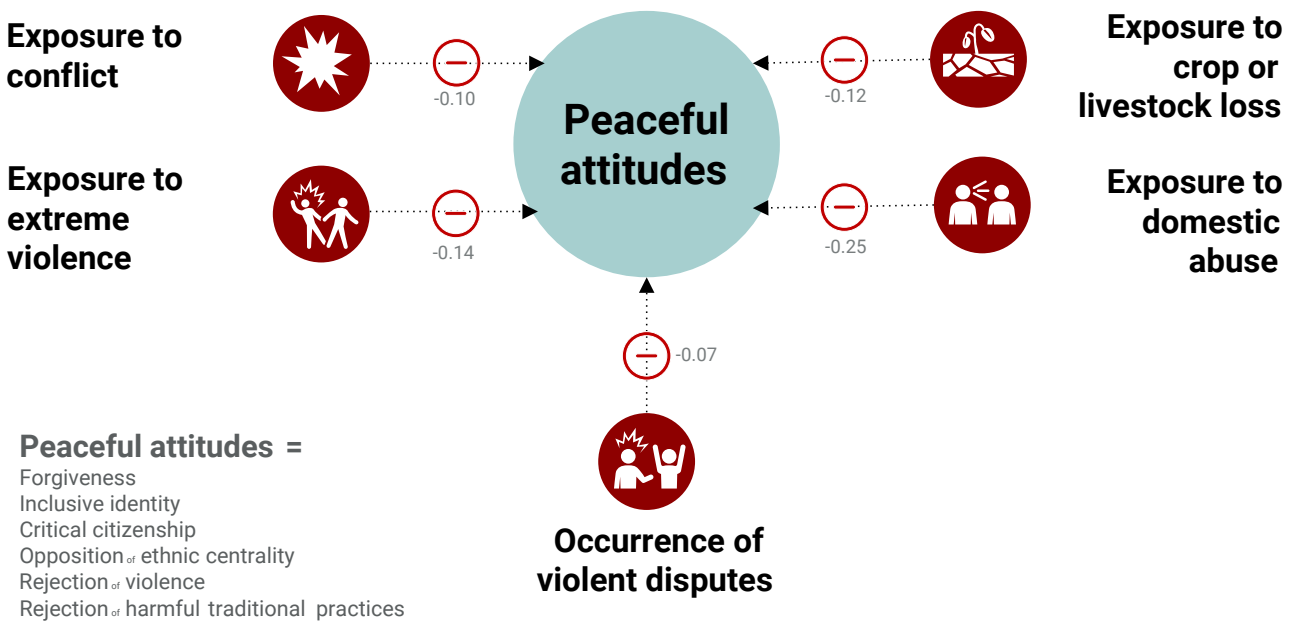 Exposure to
conflict
-0.10
Peaceful
attitudes
-0.12
Exposure to
crop or
livestock loss
Exposure to
extreme
violence
-0.14
-0.25
Exposure to
domestic
abuse
-0.07
Occurrence of
violent disputes
Peaceful attitudes =
Forgiveness
Inclusive identity
Critical citizenship
Opposition of ethnic centrality
Rejection of violence
Rejection of harmful traditional practices